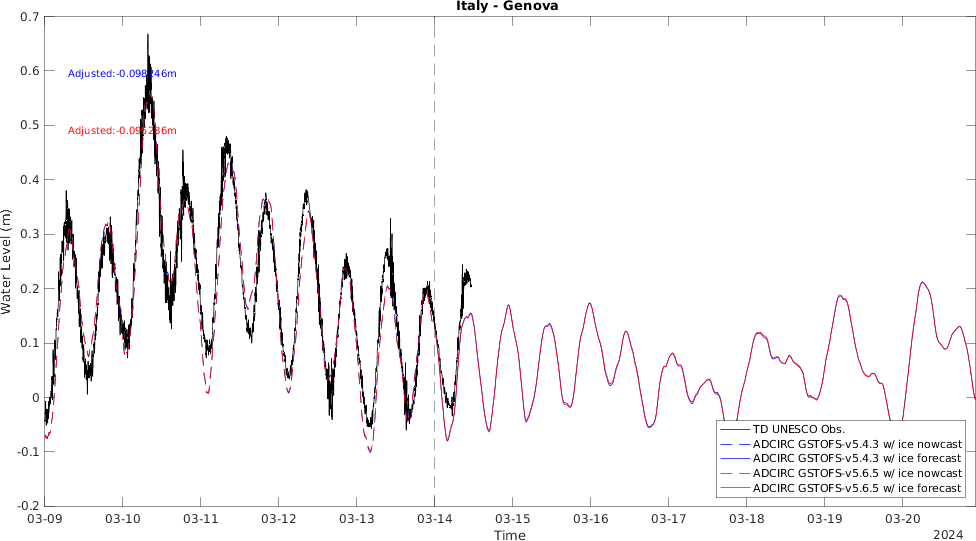 Italy - Genova
0.7
0.6
0.5
0.4
0.3
0.2
0.1
0
-0.1
-0.2
Water Level (m)
Adjusted:-0.098246m
Adjusted:-0.095236m
TD UNESCO Obs.
ADCIRC GSTOFS-v5.4.3 w/ ice nowcast
ADCIRC GSTOFS-v5.4.3 w/ ice forecast
ADCIRC GSTOFS-v5.6.5 w/ ice nowcast
ADCIRC GSTOFS-v5.6.5 w/ ice forecast
03-09 03-10 03-11 03-12 03-13 03-14 03-15 03-16 03-17 03-18 03-19 03-20
Time
2024